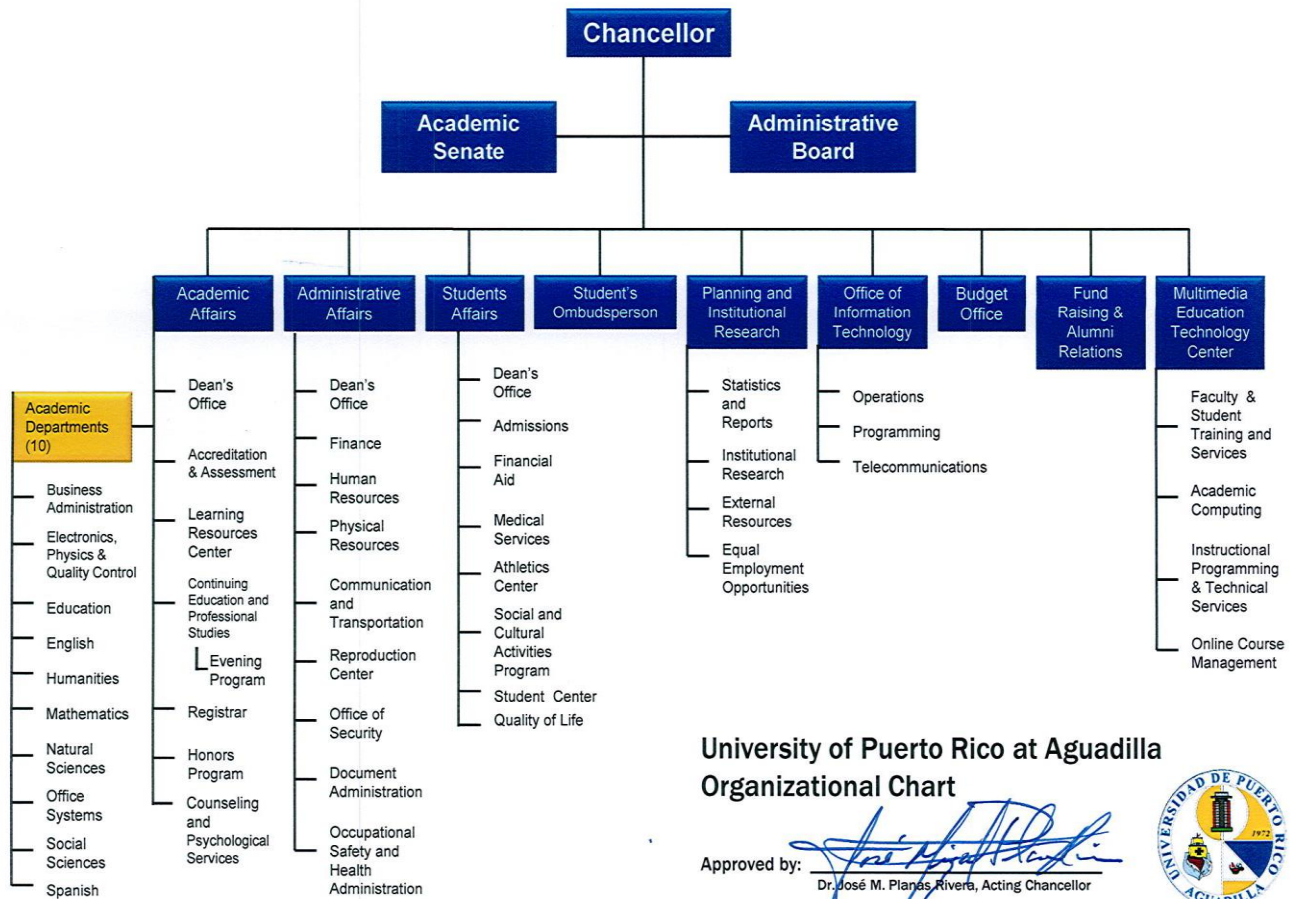 Chancellor
Academic
Senate
Administrative
Board
Academic
Affairs
Administrative
Affairs
Students
Affairs
Student's
Ombudsperson
Planning and
Institutional
Research
Office of
Information
Technology
Budget
Office
Fund
Raising &
Alumni
Relations
Multimedia
Education
Technology
Center
Academic
Departments
(10)
Business
Administration
Electronics,
Physics &
Quality Control
Education
English
Humanities
Mathematics
Natural
Sciences
Office
Systems
Social
Sciences
Spanish
Dean's
Office
Accreditation
& Assessment
Learning
Resources
Center
Continuing
Education and
Professional
Studies
Evening
Program
Registrar
Honors
Program
Counseling
and
Psychological
Services
Dean's
Office
Finance
Human
Resources
Physical
Resources
Communication
and
Transportation
Reproduction
Center
Office of
Security
Document
Administration
Occupational
Safety and
Health
Administration
Dean's
Office
Admissions
Financial
Aid
Medical
Services
Athletics
Center
Social and
Cultural
Activities
Program
Student Center
Quality of Life
Statistics
and
Reports
Institutional
Research
External
Resources
Equal
Employment
Opportunities
Operations
Programming
Telecommunications
Faculty &
Student
Training and
Services
Academic
Computing
Instructional
Programming
& Technical
Services
Online Course
Management
University of Puerto Rico at Aguadilla
Organizational Chart
Approved by:
Dr. José M. Planas Rivera, Acting Chancellor
UNIVERSIDAD DE PUERTO RICO
1972
AGUADILLA